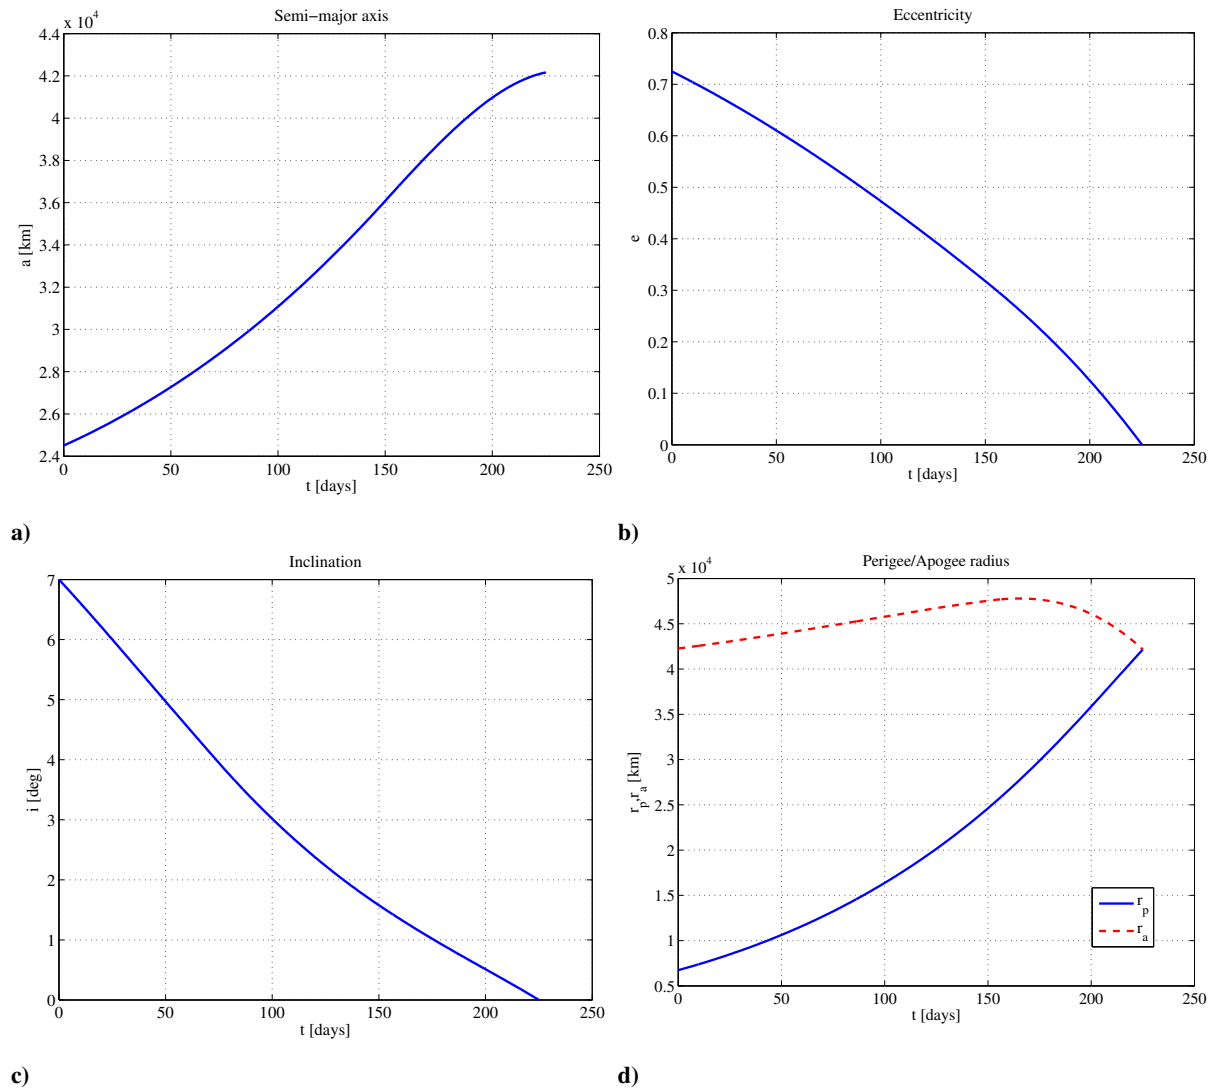 Semi−major axis
x 10⁴
4.4
4.2
4
3.8
3.6
3.4
3.2
3
2.8
2.6
2.4
a [km]
0 50 100 150 200 250
t [days]
a)
Eccentricity
0.8
0.7
0.6
0.5
0.4
0.3
0.2
0.1
0
e
0 50 100 150 200 250
t [days]
b)
Inclination
7
6
5
4
3
2
1
0
i [deg]
0 50 100 150 200 250
t [days]
c)
Perigee/Apogee radius
x 10⁴
5
4.5
4
3.5
3
2.5
2
1.5
1
0.5
r_p,r_a [km]
r_p
r_a
0 50 100 150 200 250
t [days]
d)